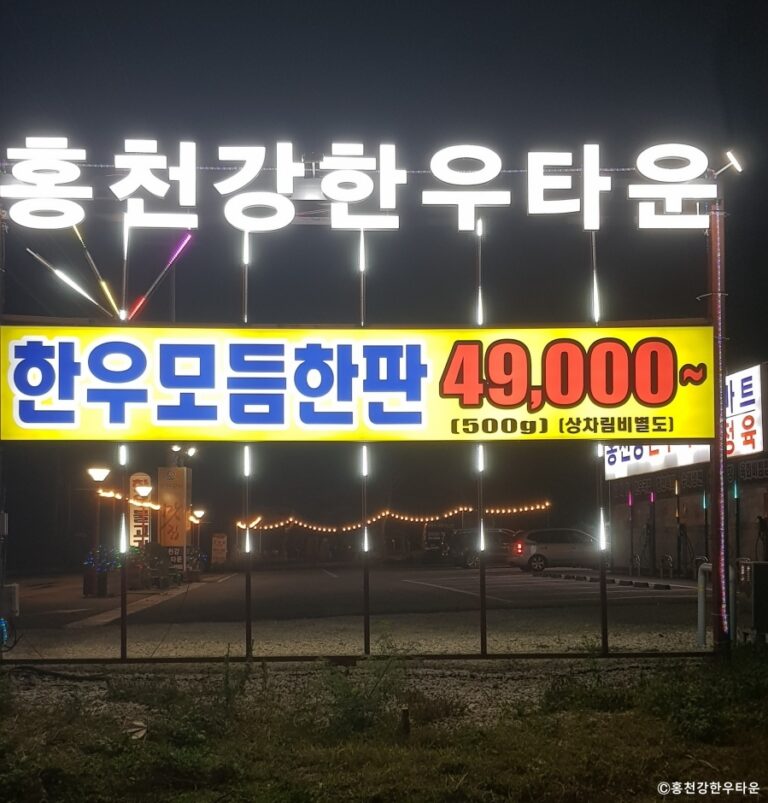 홍천강한우타운
한우모듬한판 49,000~
(500g) (상차림비별도)
©홍천강한우타운